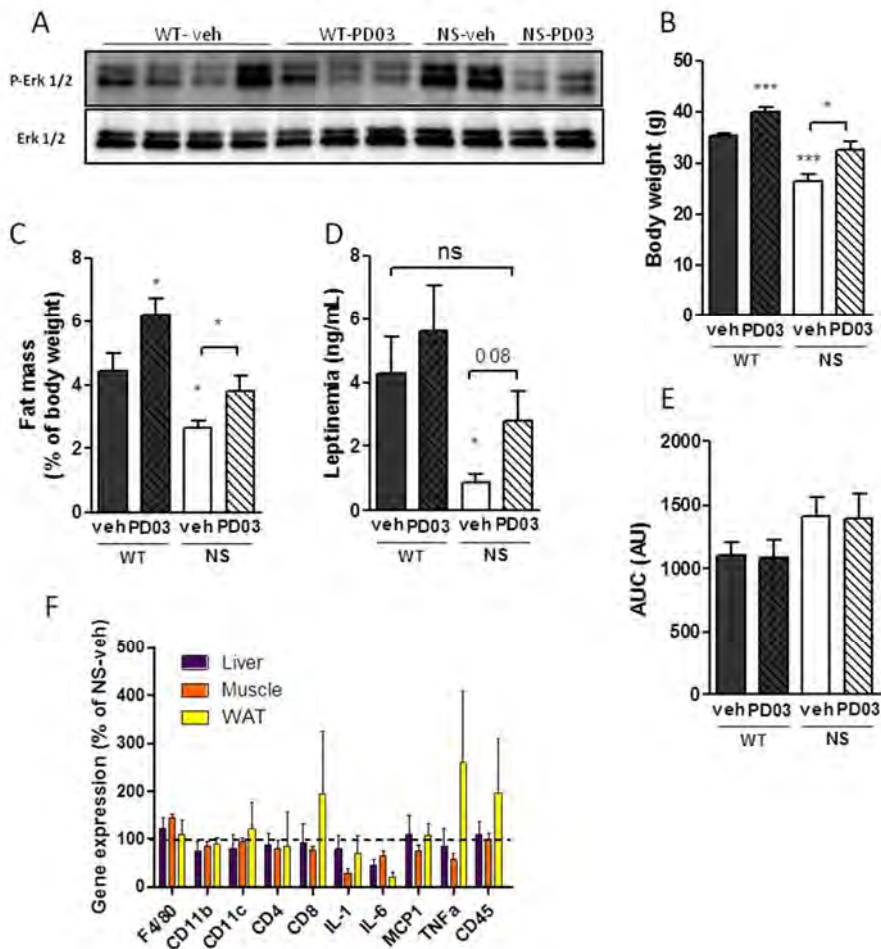 A
WT- veh WT-PD03 NS-veh NS-PD03
P-Erk 1/2
Erk 1/2
B
Body weight (g)
50
40
30
20
10
0
***
***
*
veh PD03 veh PD03
WT NS
C
Fat mass
(% of body weight)
8
6
4
2
0
*
*
*
veh PD03 veh PD03
WT NS
D
Leptinemia (ng/mL)
8
6
4
2
0
ns
0.08
*
veh PD03 veh PD03
WT NS
E
AUC (AU)
2000
1500
1000
500
0
veh PD03 veh PD03
WT NS
F
Gene expression (% of NS-veh)
500
400
300
200
100
0
Liver
Muscle
WAT
F4/80 CD11b CD11c CD4 CD8 IL-1 IL-6 MCP1 TNFa CD45